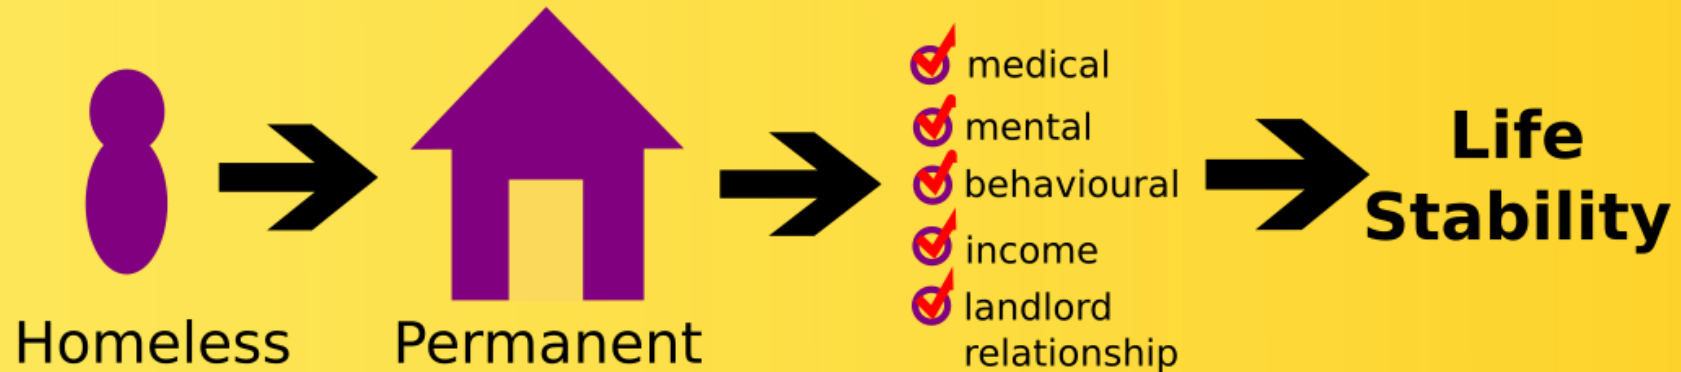 Homeless
Permanent
medical
mental
behavioural
income
landlord
relationship
Life
Stability